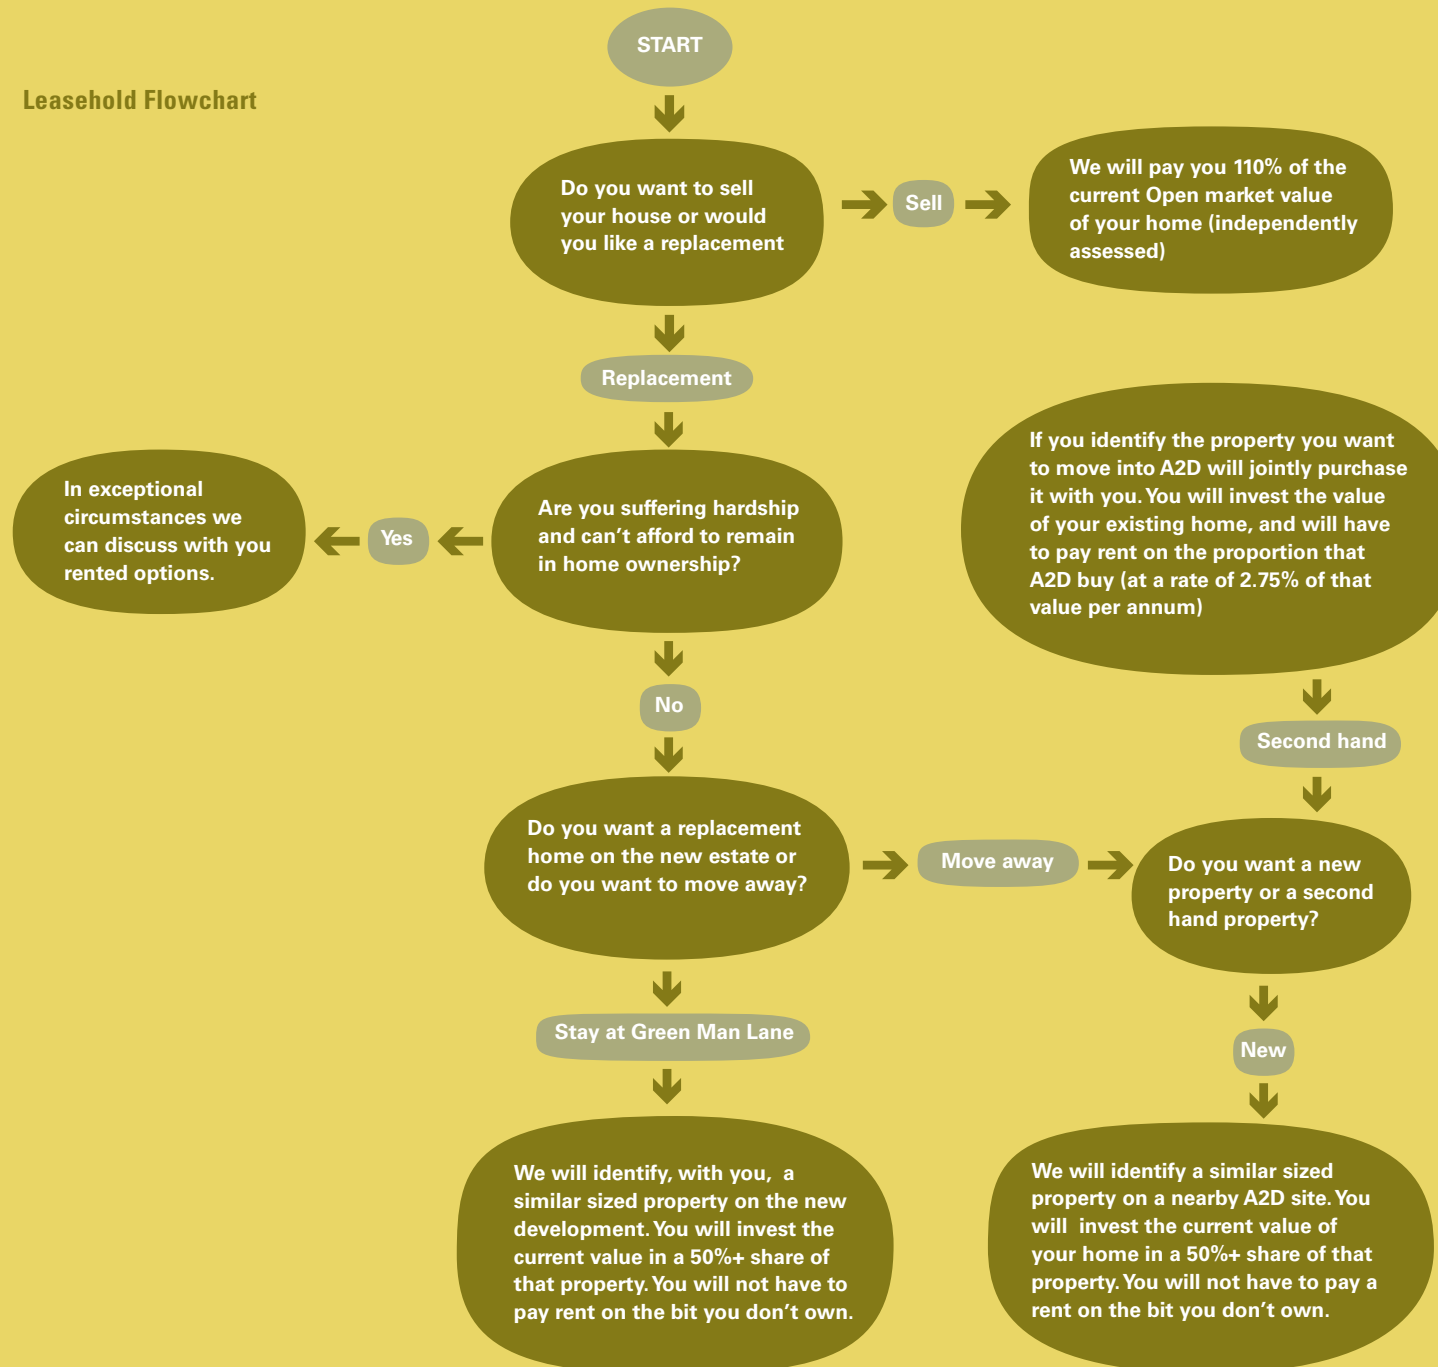 START
Leasehold Flowchart
Do you want to sell
your house or would
you like a replacement
Sell
We will pay you 110% of the
current Open market value
of your home (independently
assessed)
Replacement
Are you suffering hardship
and can't afford to remain
in home ownership?
Yes
In exceptional
circumstances we
can discuss with you
rented options.
No
Do you want a replacement
home on the new estate or
do you want to move away?
Move away
Do you want a new
property or a second
hand property?
Second hand
If you identify the property you want
to move into A2D will jointly purchase
it with you. You will invest the value
of your existing home, and will have
to pay rent on the proportion that
A2D buy (at a rate of 2.75% of that
value per annum)
Stay at Green Man Lane
We will identify, with you, a
similar sized property on the new
development. You will invest the
current value in a 50%+ share of
that property. You will not have to
pay rent on the bit you don't own.
New
We will identify a similar sized
property on a nearby A2D site. You
will invest the current value of
your home in a 50%+ share of that
property. You will not have to pay a
rent on the bit you don't own.